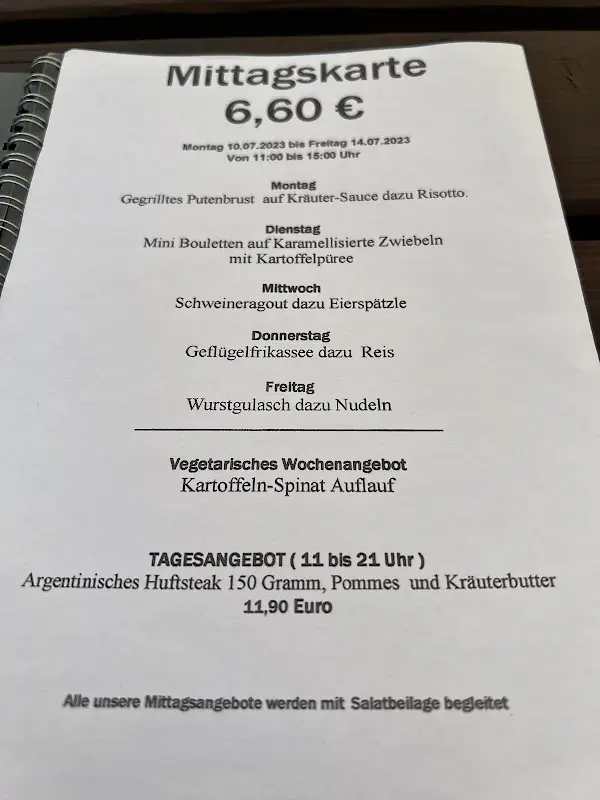 Mittagskarte
6,60 €
Montag 10.07.2023 bis Freitag 14.07.2023
Von 11:00 bis 15:00 Uhr
Montag
Gegrilltes Putenbrust auf Kräuter-Sauce dazu Risotto.
Dienstag
Mini Bouletten auf Karamellisierte Zwiebeln
mit Kartoffelpüree
Mittwoch
Schweineragout dazu Eierspätzle
Donnerstag
Geflügelfrikassee dazu Reis
Freitag
Wurstgulasch dazu Nudeln
Vegetarisches Wochenangebot
Kartoffeln-Spinat Auflauf
TAGESANGEBOT ( 11 bis 21 Uhr )
Argentinisches Huftsteak 150 Gramm, Pommes und Kräuterbutter
11,90 Euro
Alle unsere Mittagsangebote werden mit Salatbeilage begleitet